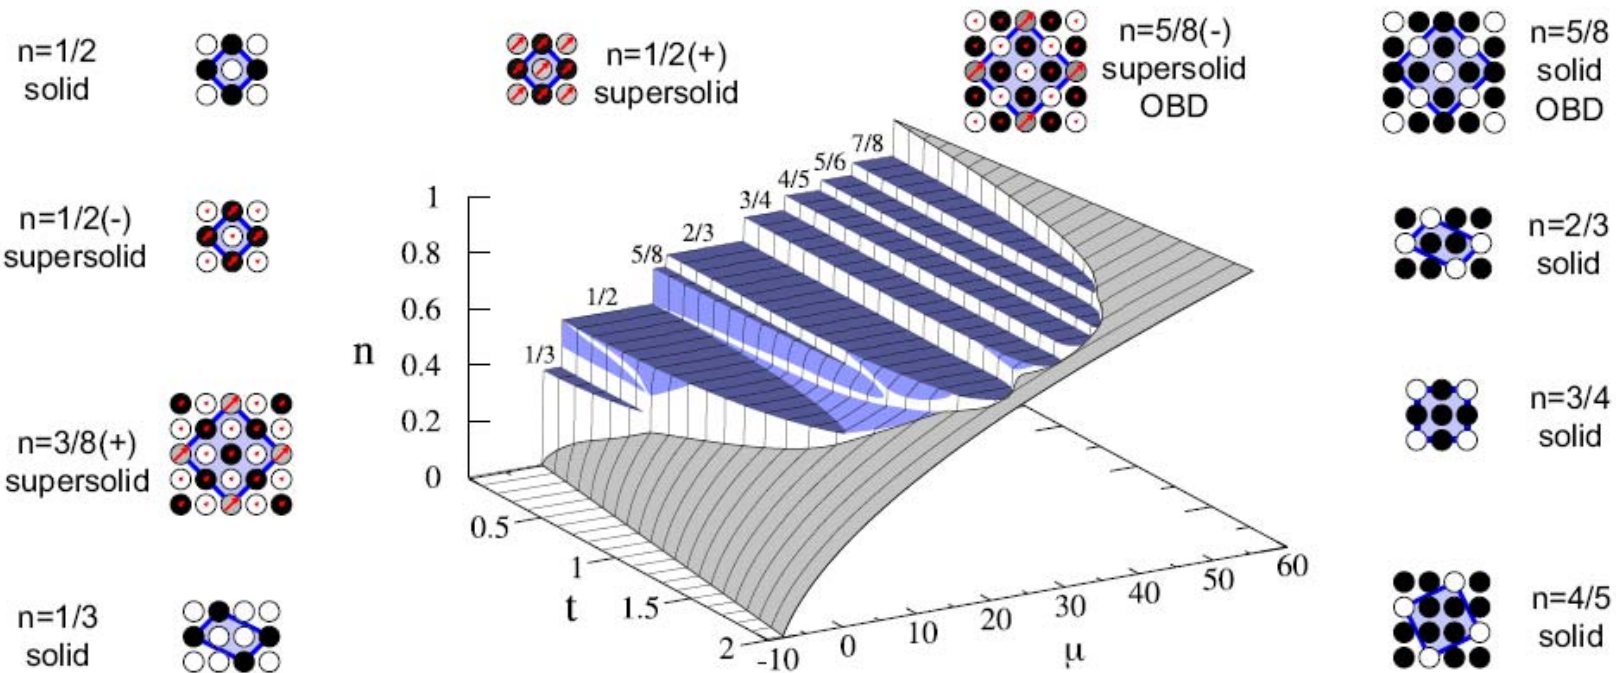 n=1/2
solid
n=1/2(+)
supersolid
n=5/8(-)
supersolid
OBD
n=5/8
solid
OBD
n=1/2(-)
supersolid
n=3/8(+)
supersolid
n=1/3
solid
n=2/3
solid
n=3/4
solid
n=4/5
solid
1/3
1/2
5/8
2/3
3/4
4/5
5/6
7/8
n
1
0.8
0.6
0.4
0.2
0
0.5
1
1.5
2
t
-10
0
10
20
30
40
50
60
μ